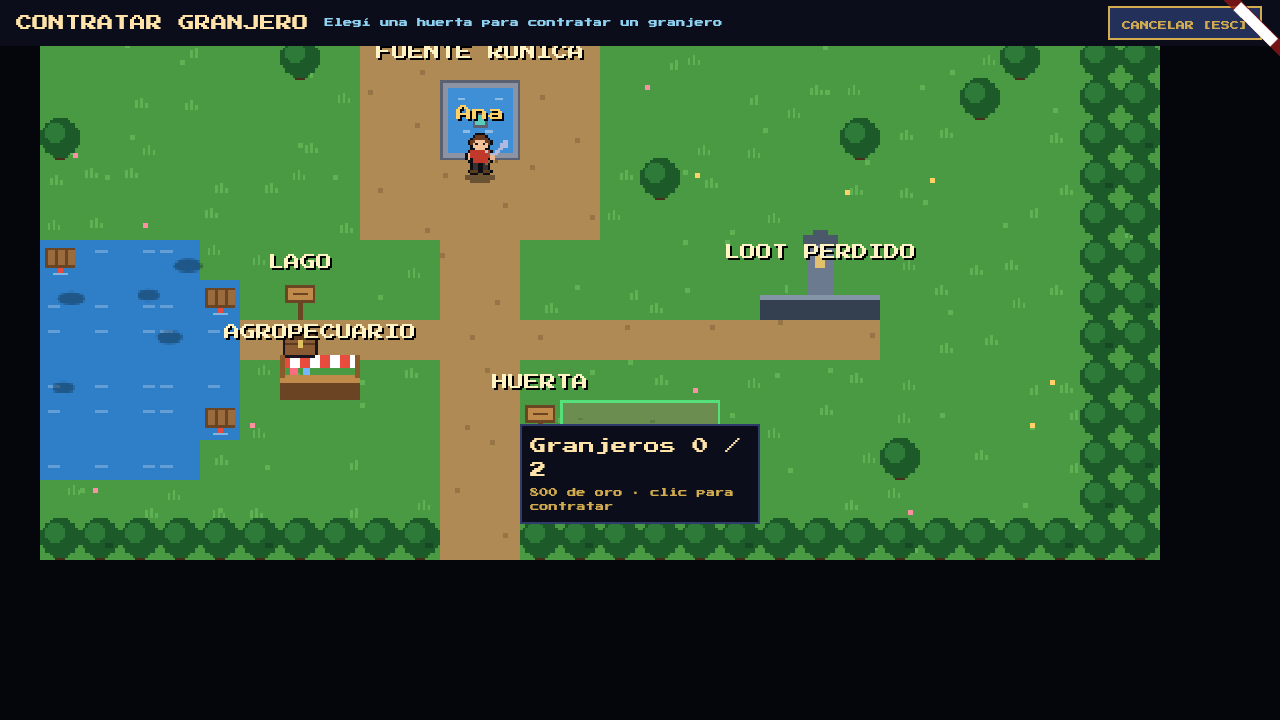 CONTRATAR GRANJERO
Elegí una huerta para contratar un granjero
CANCELAR [ESC]
FUENTE RÚNICA
Ana
LAGO
LOOT PERDIDO
AGROPECUARIO
HUERTA
Granjeros 0 /
2
800 de oro · clic para
contratar